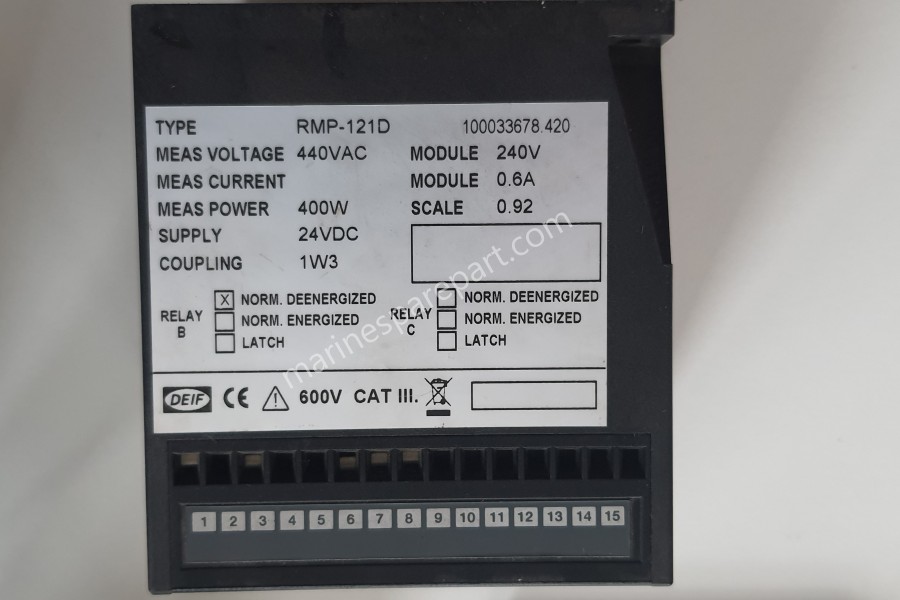 TYPE RMP-121D 100033678.420
MEAS VOLTAGE 440VAC MODULE 240V
MEAS CURRENT MODULE 0.6A
MEAS POWER 400W SCALE 0.92
SUPPLY 24VDC
COUPLING 1W3
RELAY B X NORM. DEENERGIZED
NORM. ENERGIZED
LATCH
RELAY C NORM. DEENERGIZED
NORM. ENERGIZED
LATCH
marinesparepart.com
DEIF CE 600V CAT III.
1 2 3 4 5 6 7 8 9 10 11 12 13 14 15